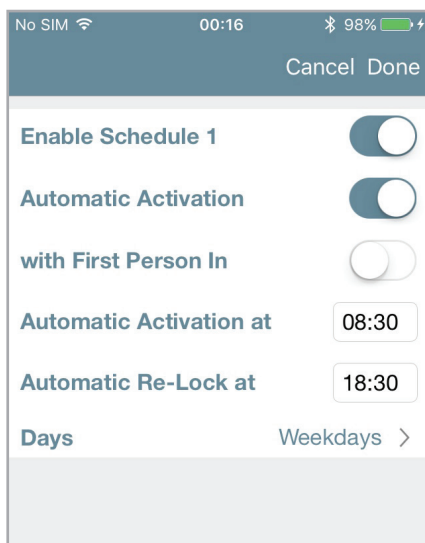 No SIM 00:16 98%
Cancel Done
Enable Schedule 1
Automatic Activation
with First Person In
Automatic Activation at 08:30
Automatic Re-Lock at 18:30
Days Weekdays